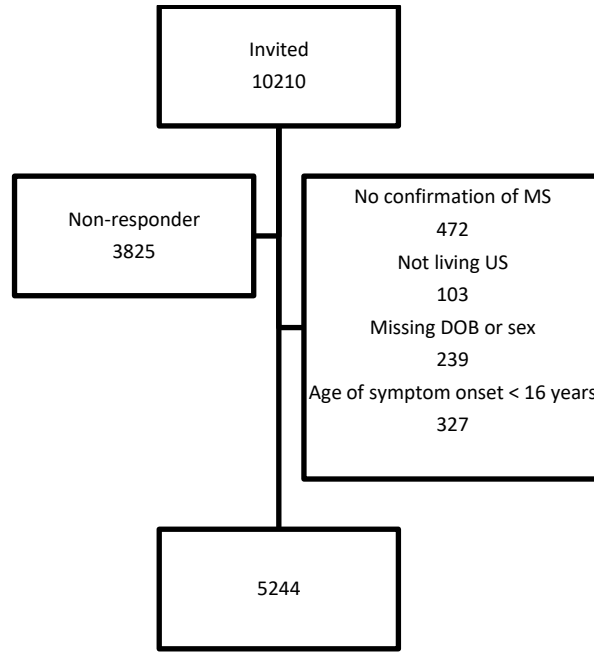 Invited
10210
Non-responder
3825
No confirmation of MS
472
Not living US
103
Missing DOB or sex
239
Age of symptom onset < 16 years
327
5244